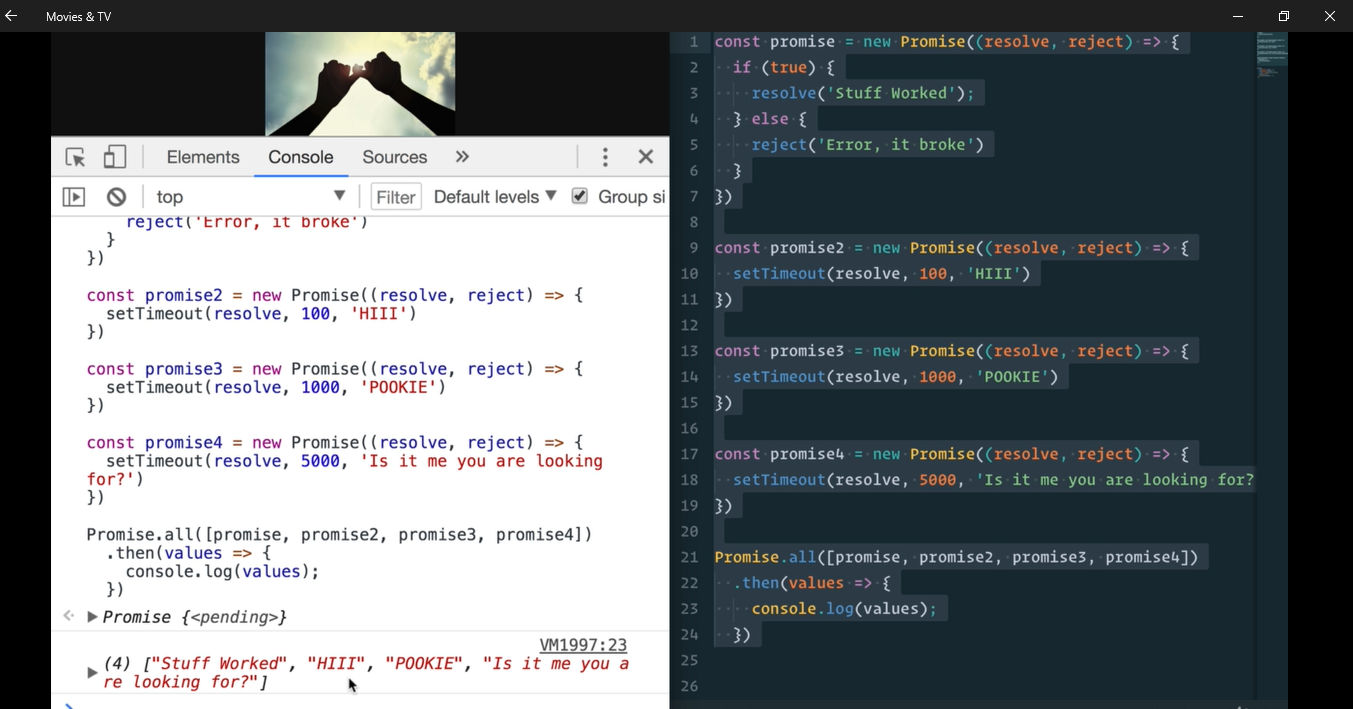 Movies & TV
Elements Console Sources »
top Filter Default levels Group si
reject('Error, it broke')
}
})
const promise2 = new Promise((resolve, reject) => {
setTimeout(resolve, 100, 'HIII')
})
const promise3 = new Promise((resolve, reject) => {
setTimeout(resolve, 1000, 'POOKIE')
})
const promise4 = new Promise((resolve, reject) => {
setTimeout(resolve, 5000, 'Is it me you are looking
for?')
})
Promise.all([promise, promise2, promise3, promise4])
.then(values => {
console.log(values);
})
Promise {<pending>}
VM1997:23
(4) ["Stuff Worked", "HIII", "POOKIE", "Is it me you a
re looking for?"]
1 const promise = new Promise((resolve, reject) => {
2 if (true) {
3 resolve('Stuff Worked');
4 } else {
5 reject('Error, it broke')
6 }
7 })
8
9 const promise2 = new Promise((resolve, reject) => {
10 setTimeout(resolve, 100, 'HIII')
11 })
12
13 const promise3 = new Promise((resolve, reject) => {
14 setTimeout(resolve, 1000, 'POOKIE')
15 })
16
17 const promise4 = new Promise((resolve, reject) => {
18 setTimeout(resolve, 5000, 'Is it me you are looking for?
19 })
20
21 Promise.all([promise, promise2, promise3, promise4])
22 .then(values => {
23 console.log(values);
24 })
25
26